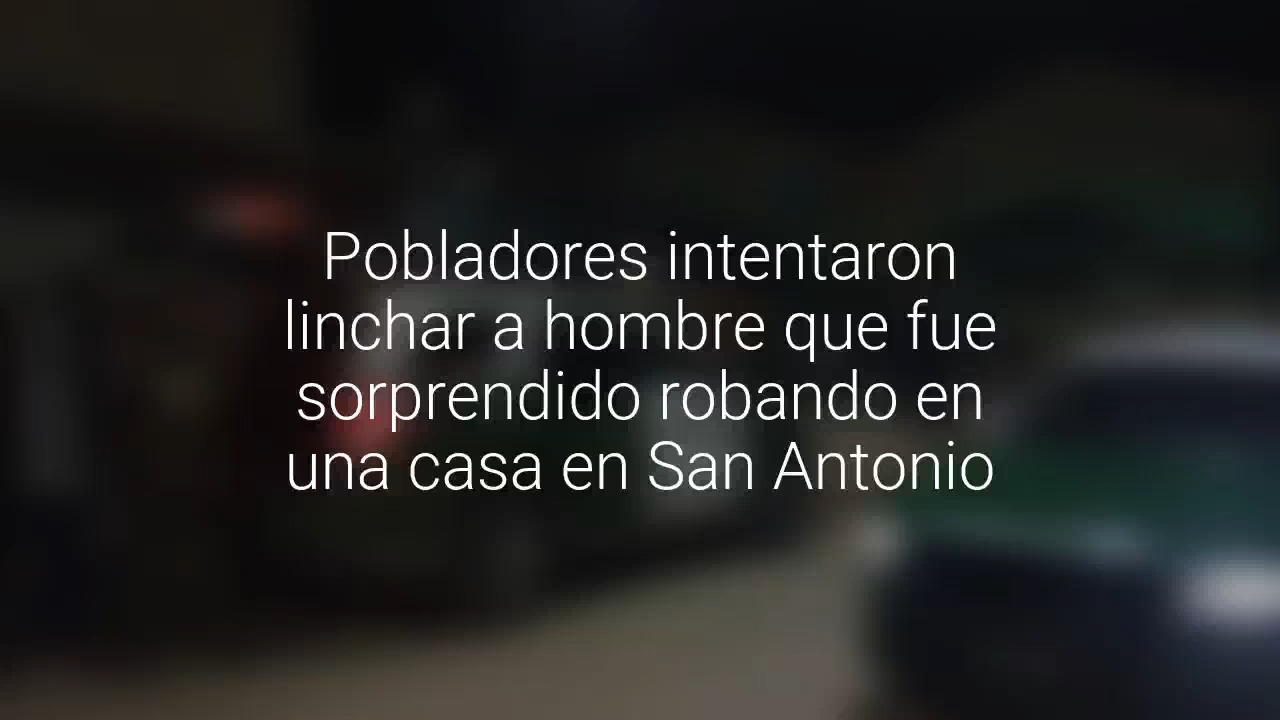 Pobladores intentaron
linchar a hombre que fue
sorprendido robando en
una casa en San Antonio